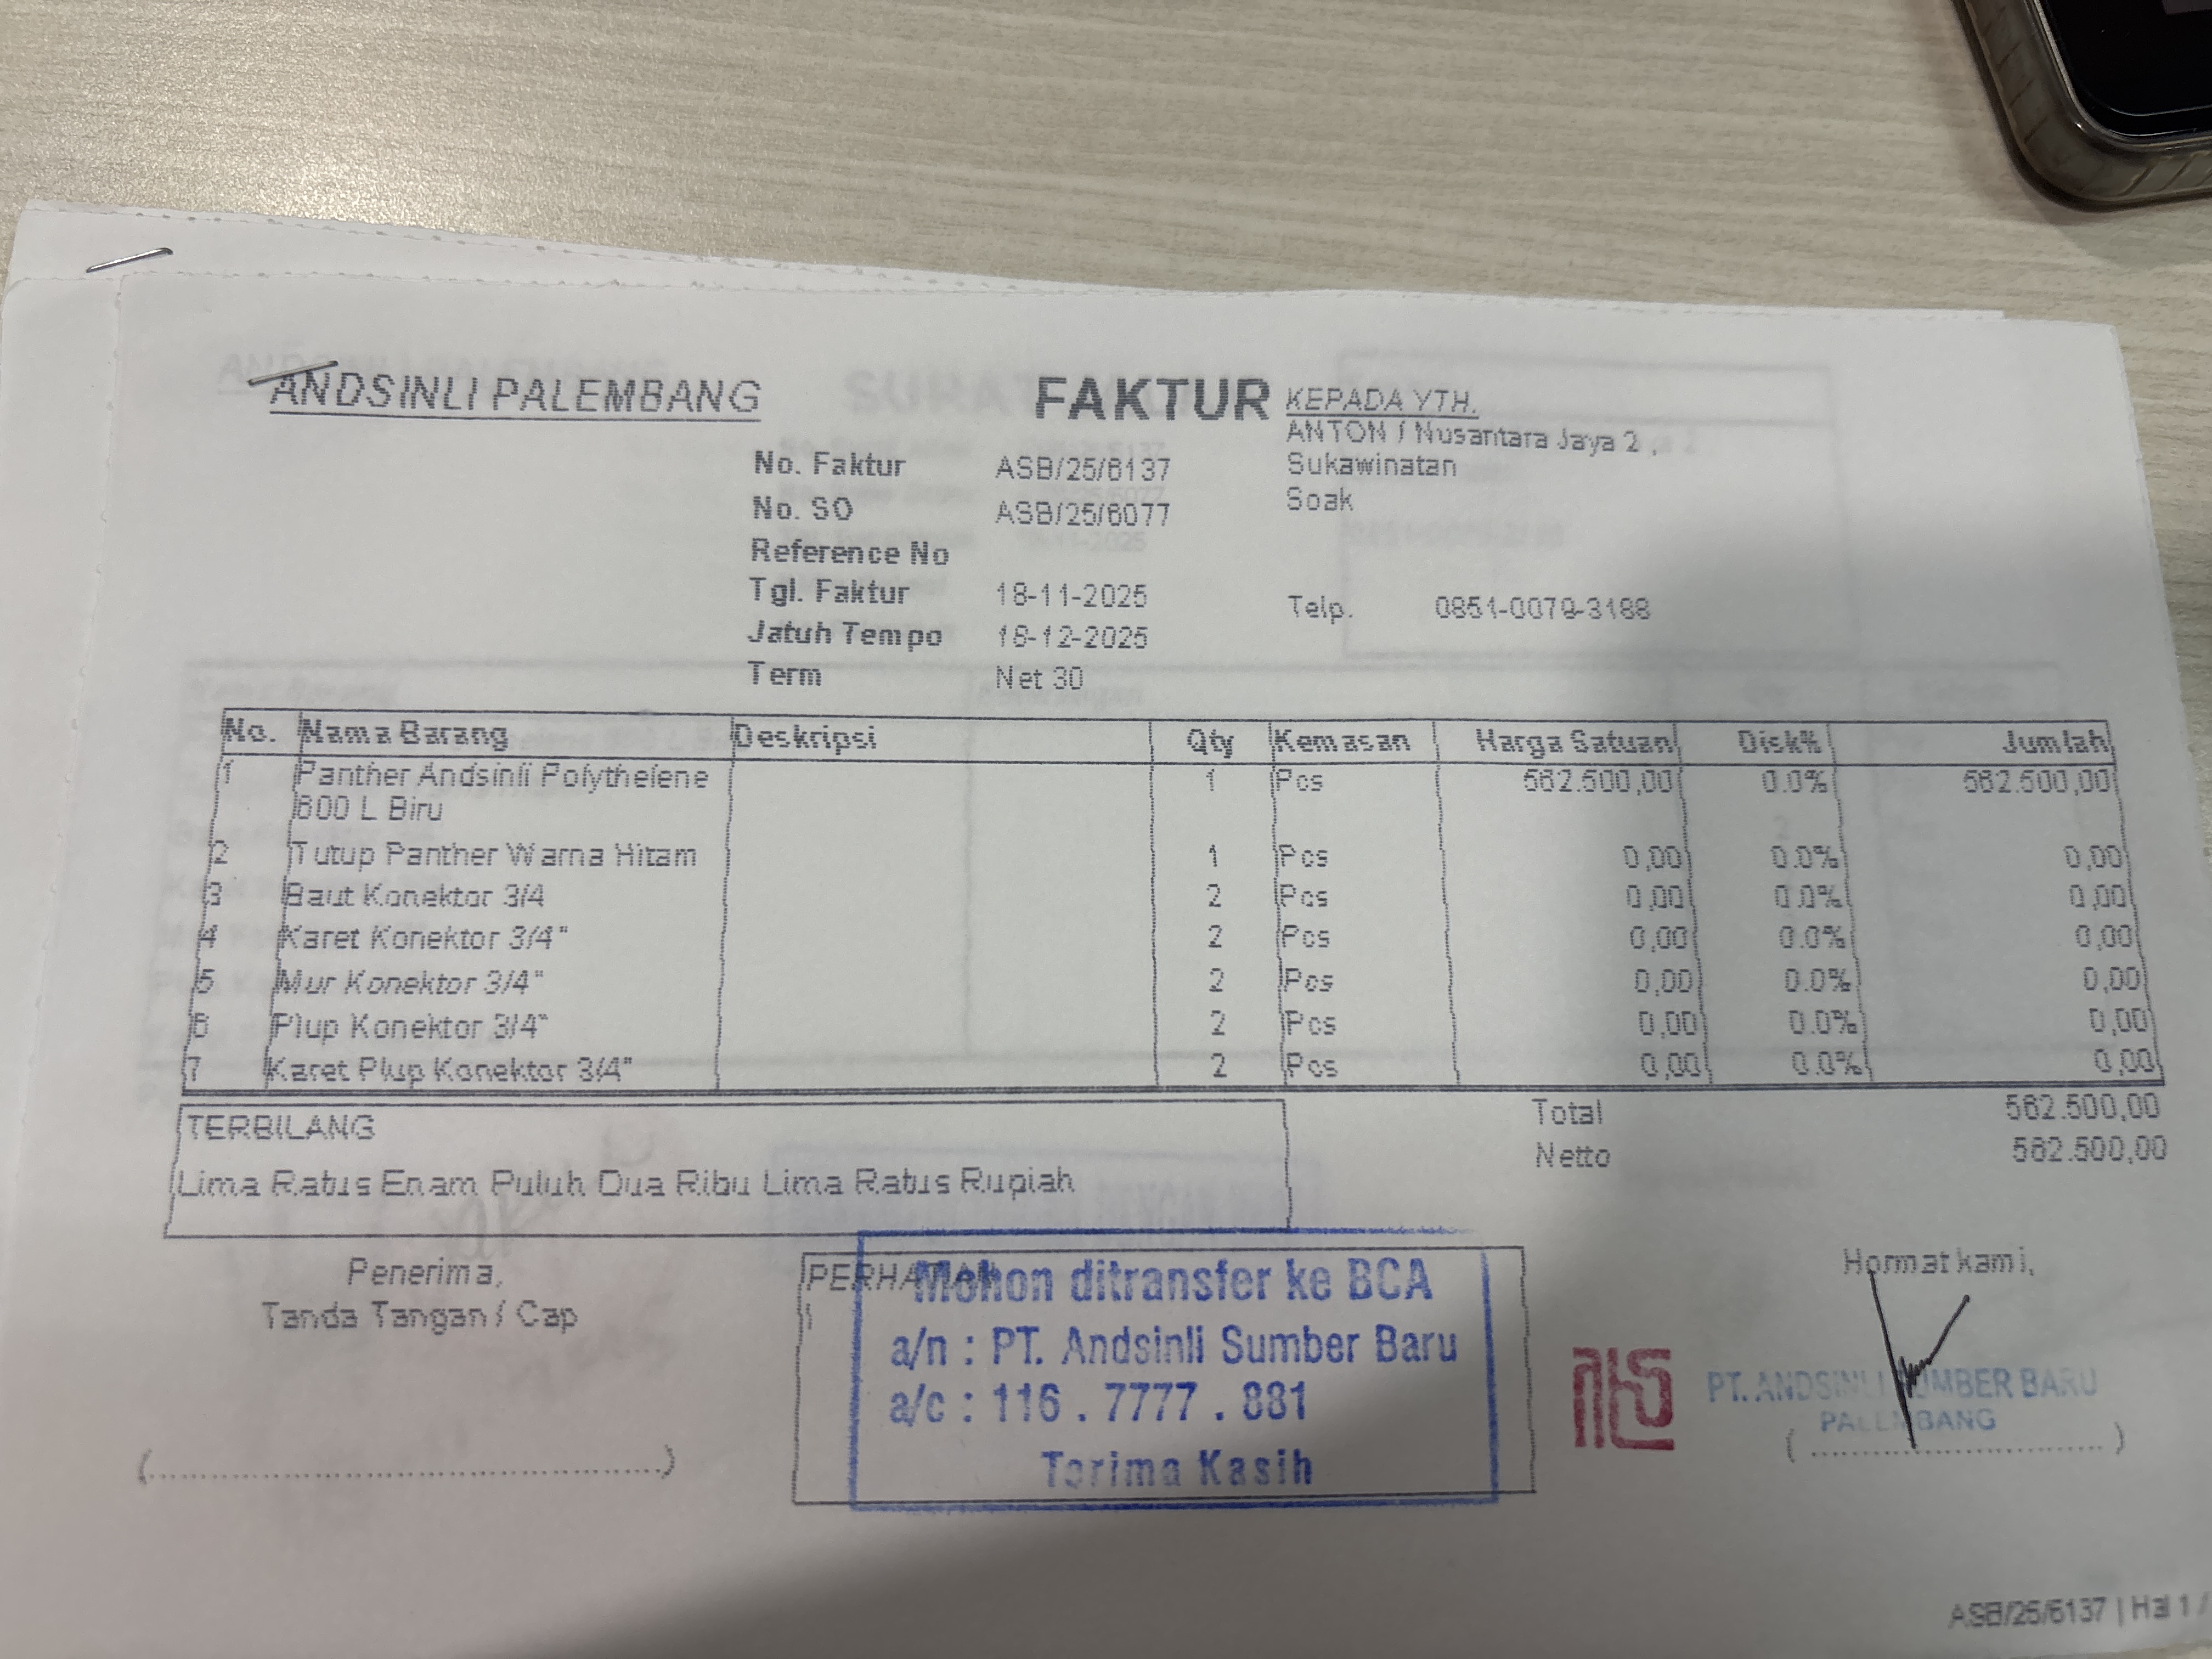 ANDSINLI PALEMBANG
FAKTUR
KEPADA YTH.
ANTON / Nusantara Jaya 2 ,
Sukawinatan
Soak
Telp. 0851-0079-3188
No. Faktur ASB/25/6137
No. SO ASB/25/6077
Reference No
Tgl. Faktur 18-11-2025
Jatuh Tempo 18-12-2025
Term Net 30
No. Nama Barang Deskripsi Qty Kemasan Harga Satuan Disk% Jumlah
1 Panther Andsinli Polythelene 1 Pcs 562.500,00 0.0% 562.500,00
600 L Biru
2 Tutup Panther Warna Hitam 1 Pcs 0,00 0.0% 0,00
3 Baut Konektor 3/4 2 Pcs 0,00 0.0% 0,00
4 Karet Konektor 3/4" 2 Pcs 0,00 0.0% 0,00
5 Mur Konektor 3/4" 2 Pcs 0,00 0.0% 0,00
6 Plup Konektor 3/4" 2 Pcs 0,00 0.0% 0,00
7 Karet Plup Konektor 3/4" 2 Pcs 0,00 0.0% 0,00
Total 562.500,00
Netto 562.500,00
TERBILANG
Lima Ratus Enam Puluh Dua Ribu Lima Ratus Rupiah
Penerima,
Tanda Tangan / Cap
(..........................................................)
PERHATIAN
Mohon ditransfer ke BCA
a/n : PT. Andsinli Sumber Baru
a/c : 116 . 7777 . 881
Terima Kasih
Hormat kami,
PT. ANDSINLI SUMBER BARU
PALEMBANG
( ................................. )
ASB/25/6137 | Hal 1 /